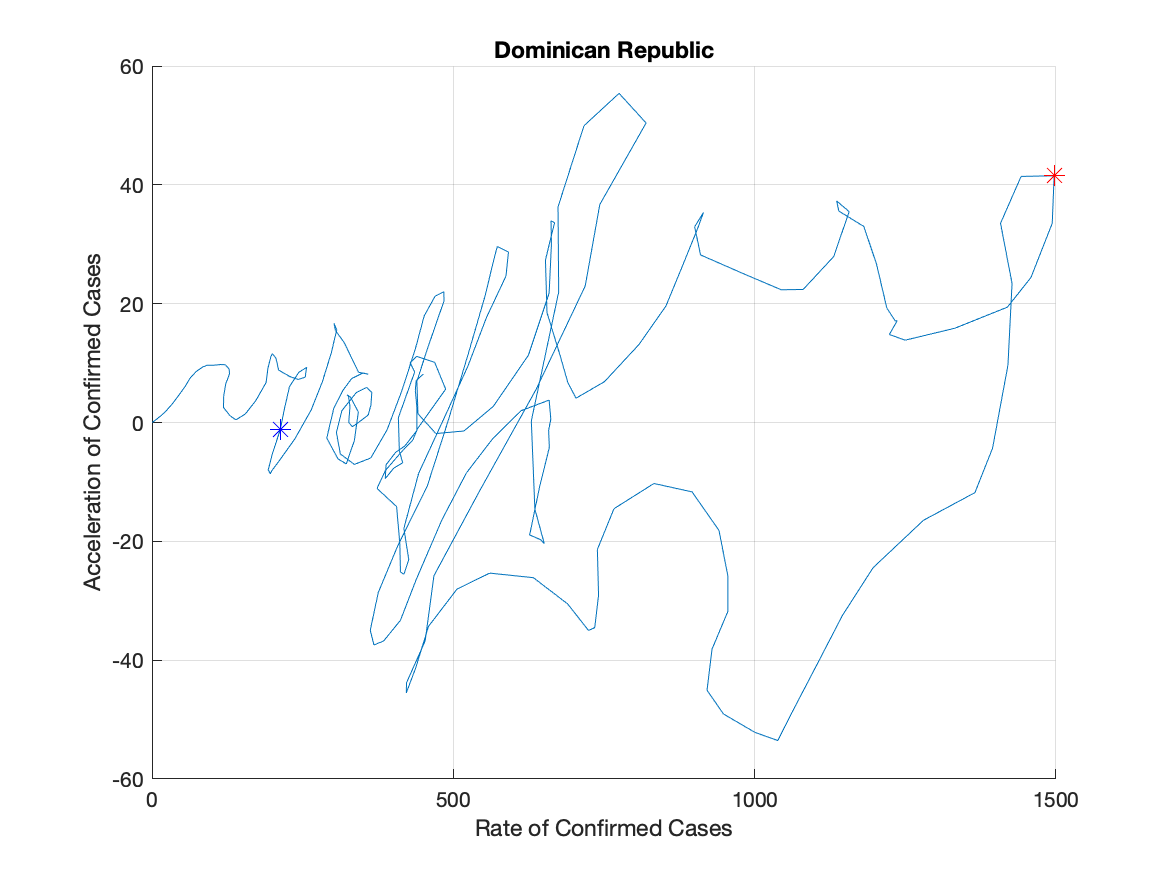 Dominican Republic
60
40
20
0
-20
-40
-60
Acceleration of Confirmed Cases
0 500 1000 1500
Rate of Confirmed Cases